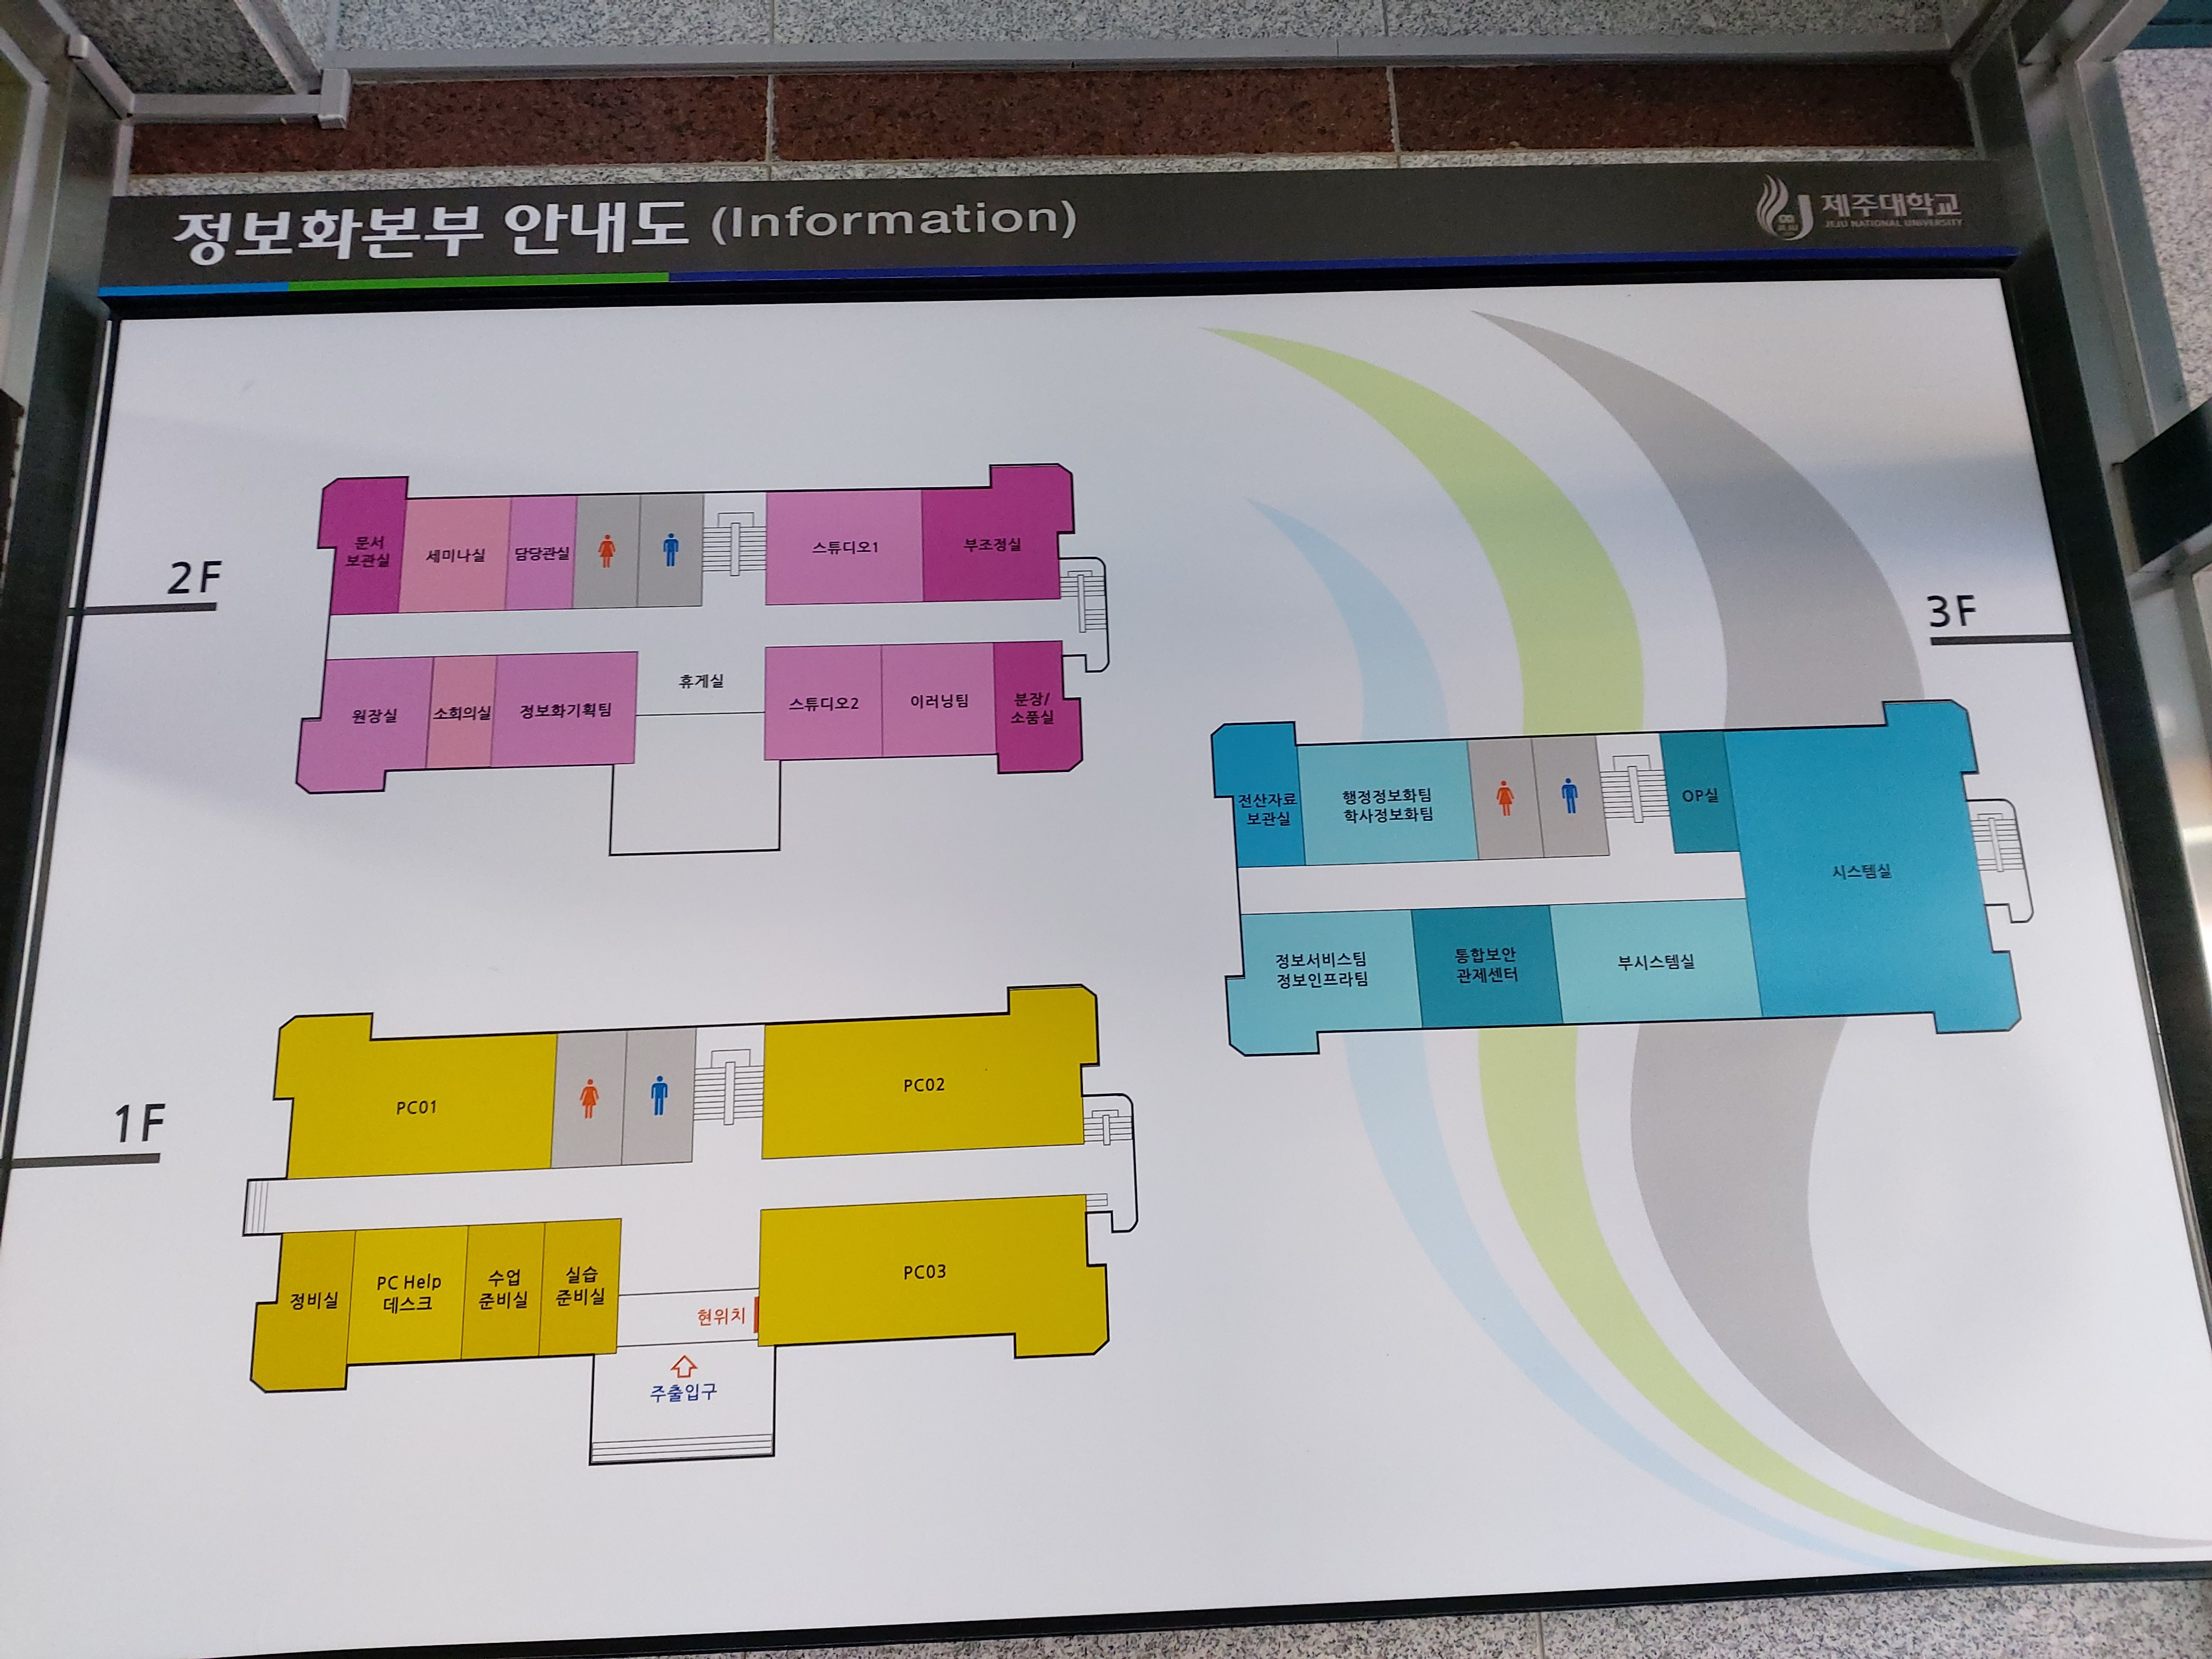 정보화본부 안내도 (Information)
제주대학교
JEJU NATIONAL UNIVERSITY
2F
문서
보관실
세미나실
담당관실
스튜디오1
부조정실
휴게실
원장실
소회의실
정보화기획팀
스튜디오2
이러닝팀
분장/
소품실
3F
전산자료
보관실
행정정보화팀
학사정보화팀
OP실
시스템실
정보서비스팀
정보인프라팀
통합보안
관제센터
부시스템실
1F
PC01
PC02
정비실
PC Help
데스크
수업
준비실
실습
준비실
현위치
PC03
주출입구